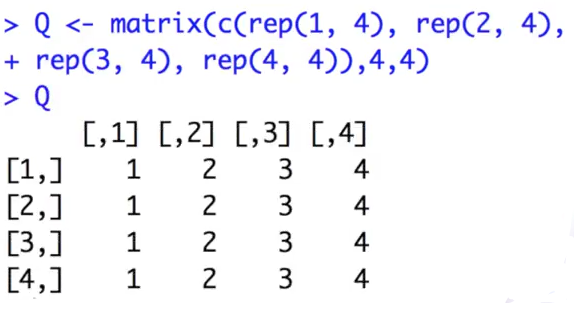 > Q <- matrix(c(rep(1, 4), rep(2, 4),
+ rep(3, 4), rep(4, 4)),4,4)
> Q
[,1] [,2] [,3] [,4]
[1,] 1 2 3 4
[2,] 1 2 3 4
[3,] 1 2 3 4
[4,] 1 2 3 4